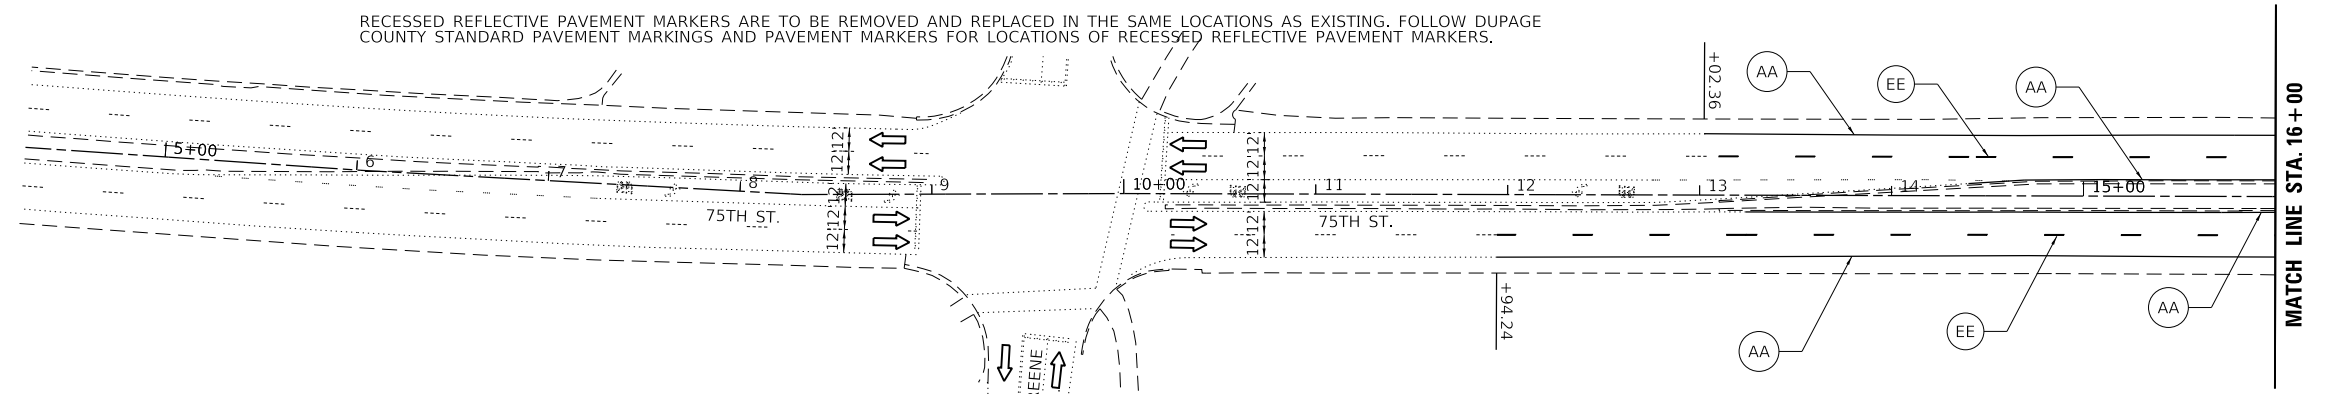 RECESSED REFLECTIVE PAVEMENT MARKERS ARE TO BE REMOVED AND REPLACED IN THE SAME LOCATIONS AS EXISTING. FOLLOW DUPAGE
COUNTY STANDARD PAVEMENT MARKINGS AND PAVEMENT MARKERS FOR LOCATIONS OF RECESSED REFLECTIVE PAVEMENT MARKERS.
+02.36
AA
EE
AA
MATCH LINE STA. 16+00
12 12
12 12 12
5+00
6
7
8
9
10+00
11
12
13
14
15+00
75TH ST.
12 12 12
75TH ST.
12 12
+94.24
AA
EE
AA
EENE